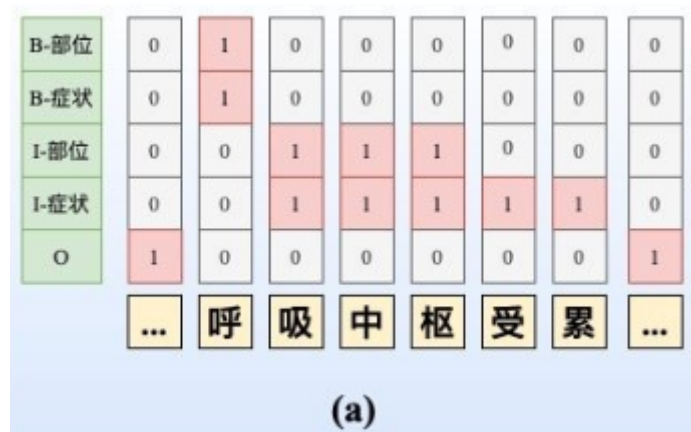 B-部位 0 1 0 0 0 0 0 0
B-症状 0 1 0 0 0 0 0 0
I-部位 0 0 1 1 1 0 0 0
I-症状 0 0 1 1 1 1 1 0
O 1 0 0 0 0 0 0 1
... 呼 吸 中 枢 受 累 ...
(a)